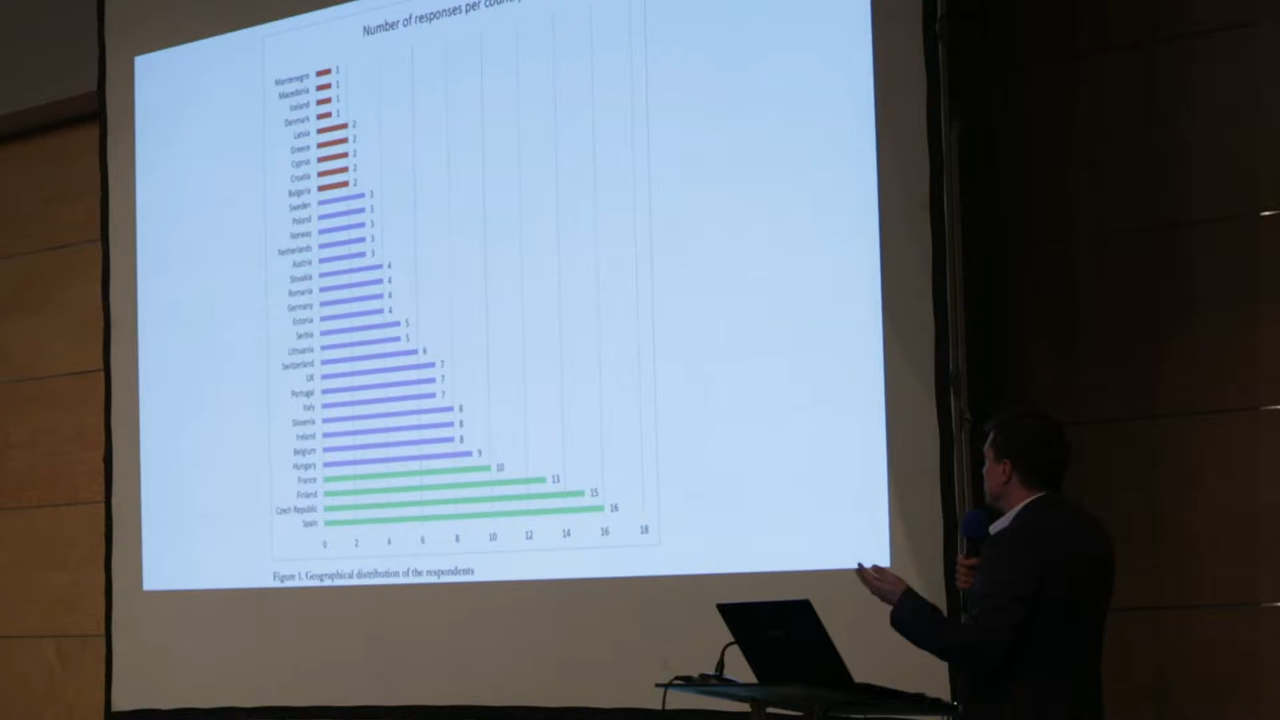 Number of responses per country
Montenegro 1
Macedonia 1
Iceland 1
Denmark 1
Latvia 2
Greece 2
Cyprus 2
Croatia 2
Bulgaria 2
Sweden 3
Poland 3
Norway 3
Netherlands 3
Austria 3
Slovakia 4
Romania 4
Germany 4
Estonia 4
Serbia 5
Lithuania 5
Switzerland 6
UK 7
Portugal 7
Italy 7
Slovenia 8
Ireland 8
Belgium 8
Hungary 9
France 10
Finland 13
Czech Republic 15
Spain 16
0 2 4 6 8 10 12 14 16 18
Figure 1. Geographical distribution of the respondents